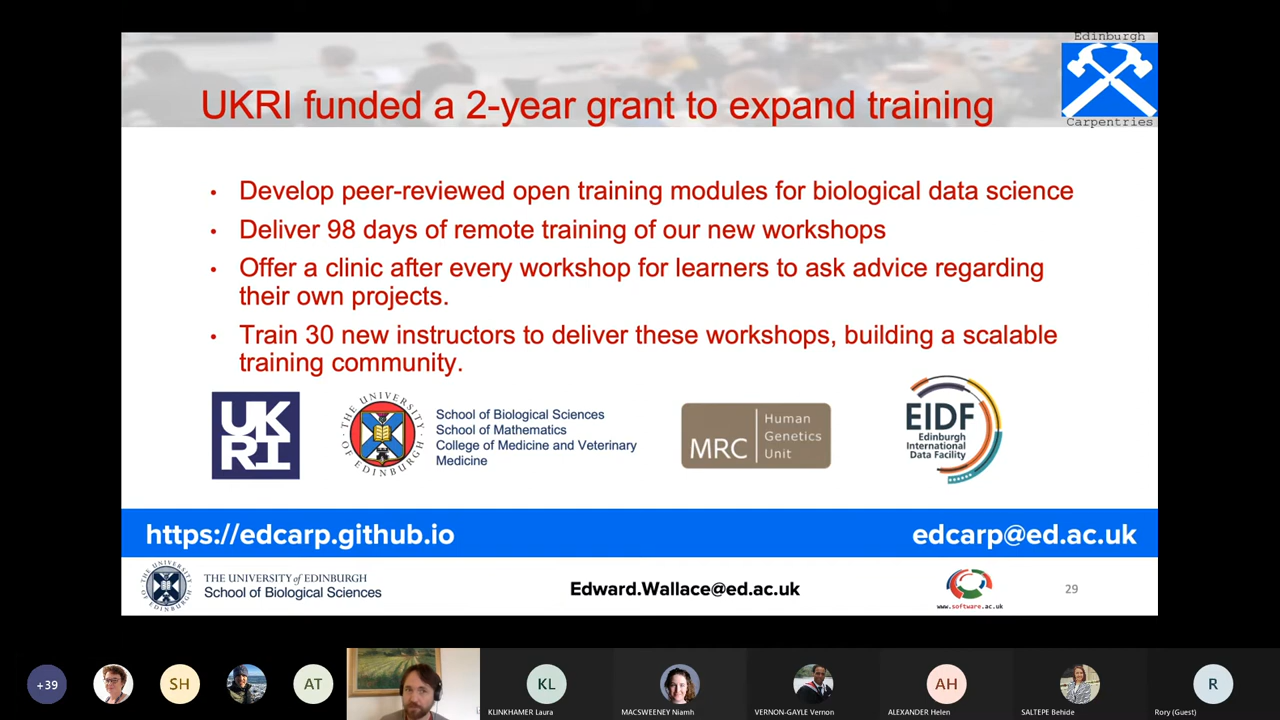 Edinburgh
Carpentries
UKRI funded a 2-year grant to expand training
• Develop peer-reviewed open training modules for biological data science
• Deliver 98 days of remote training of our new workshops
• Offer a clinic after every workshop for learners to ask advice regarding
their own projects.
• Train 30 new instructors to deliver these workshops, building a scalable
training community.
UK
RI
THE UNIVERSITY OF EDINBURGH
School of Biological Sciences
School of Mathematics
College of Medicine and Veterinary
Medicine
MRC
Human
Genetics
Unit
EIDF
Edinburgh
International
Data Facility
https://edcarp.github.io
edcarp@ed.ac.uk
THE UNIVERSITY of EDINBURGH
School of Biological Sciences
Edward.Wallace@ed.ac.uk
www.software.ac.uk
29
+39
SH
AT
KL
KLINKHAMER Laura
MACSWEENEY Niamh
VERNON-GAYLE Vernon
AH
ALEXANDER Helen
SALTEPE Behide
R
Rory (Guest)